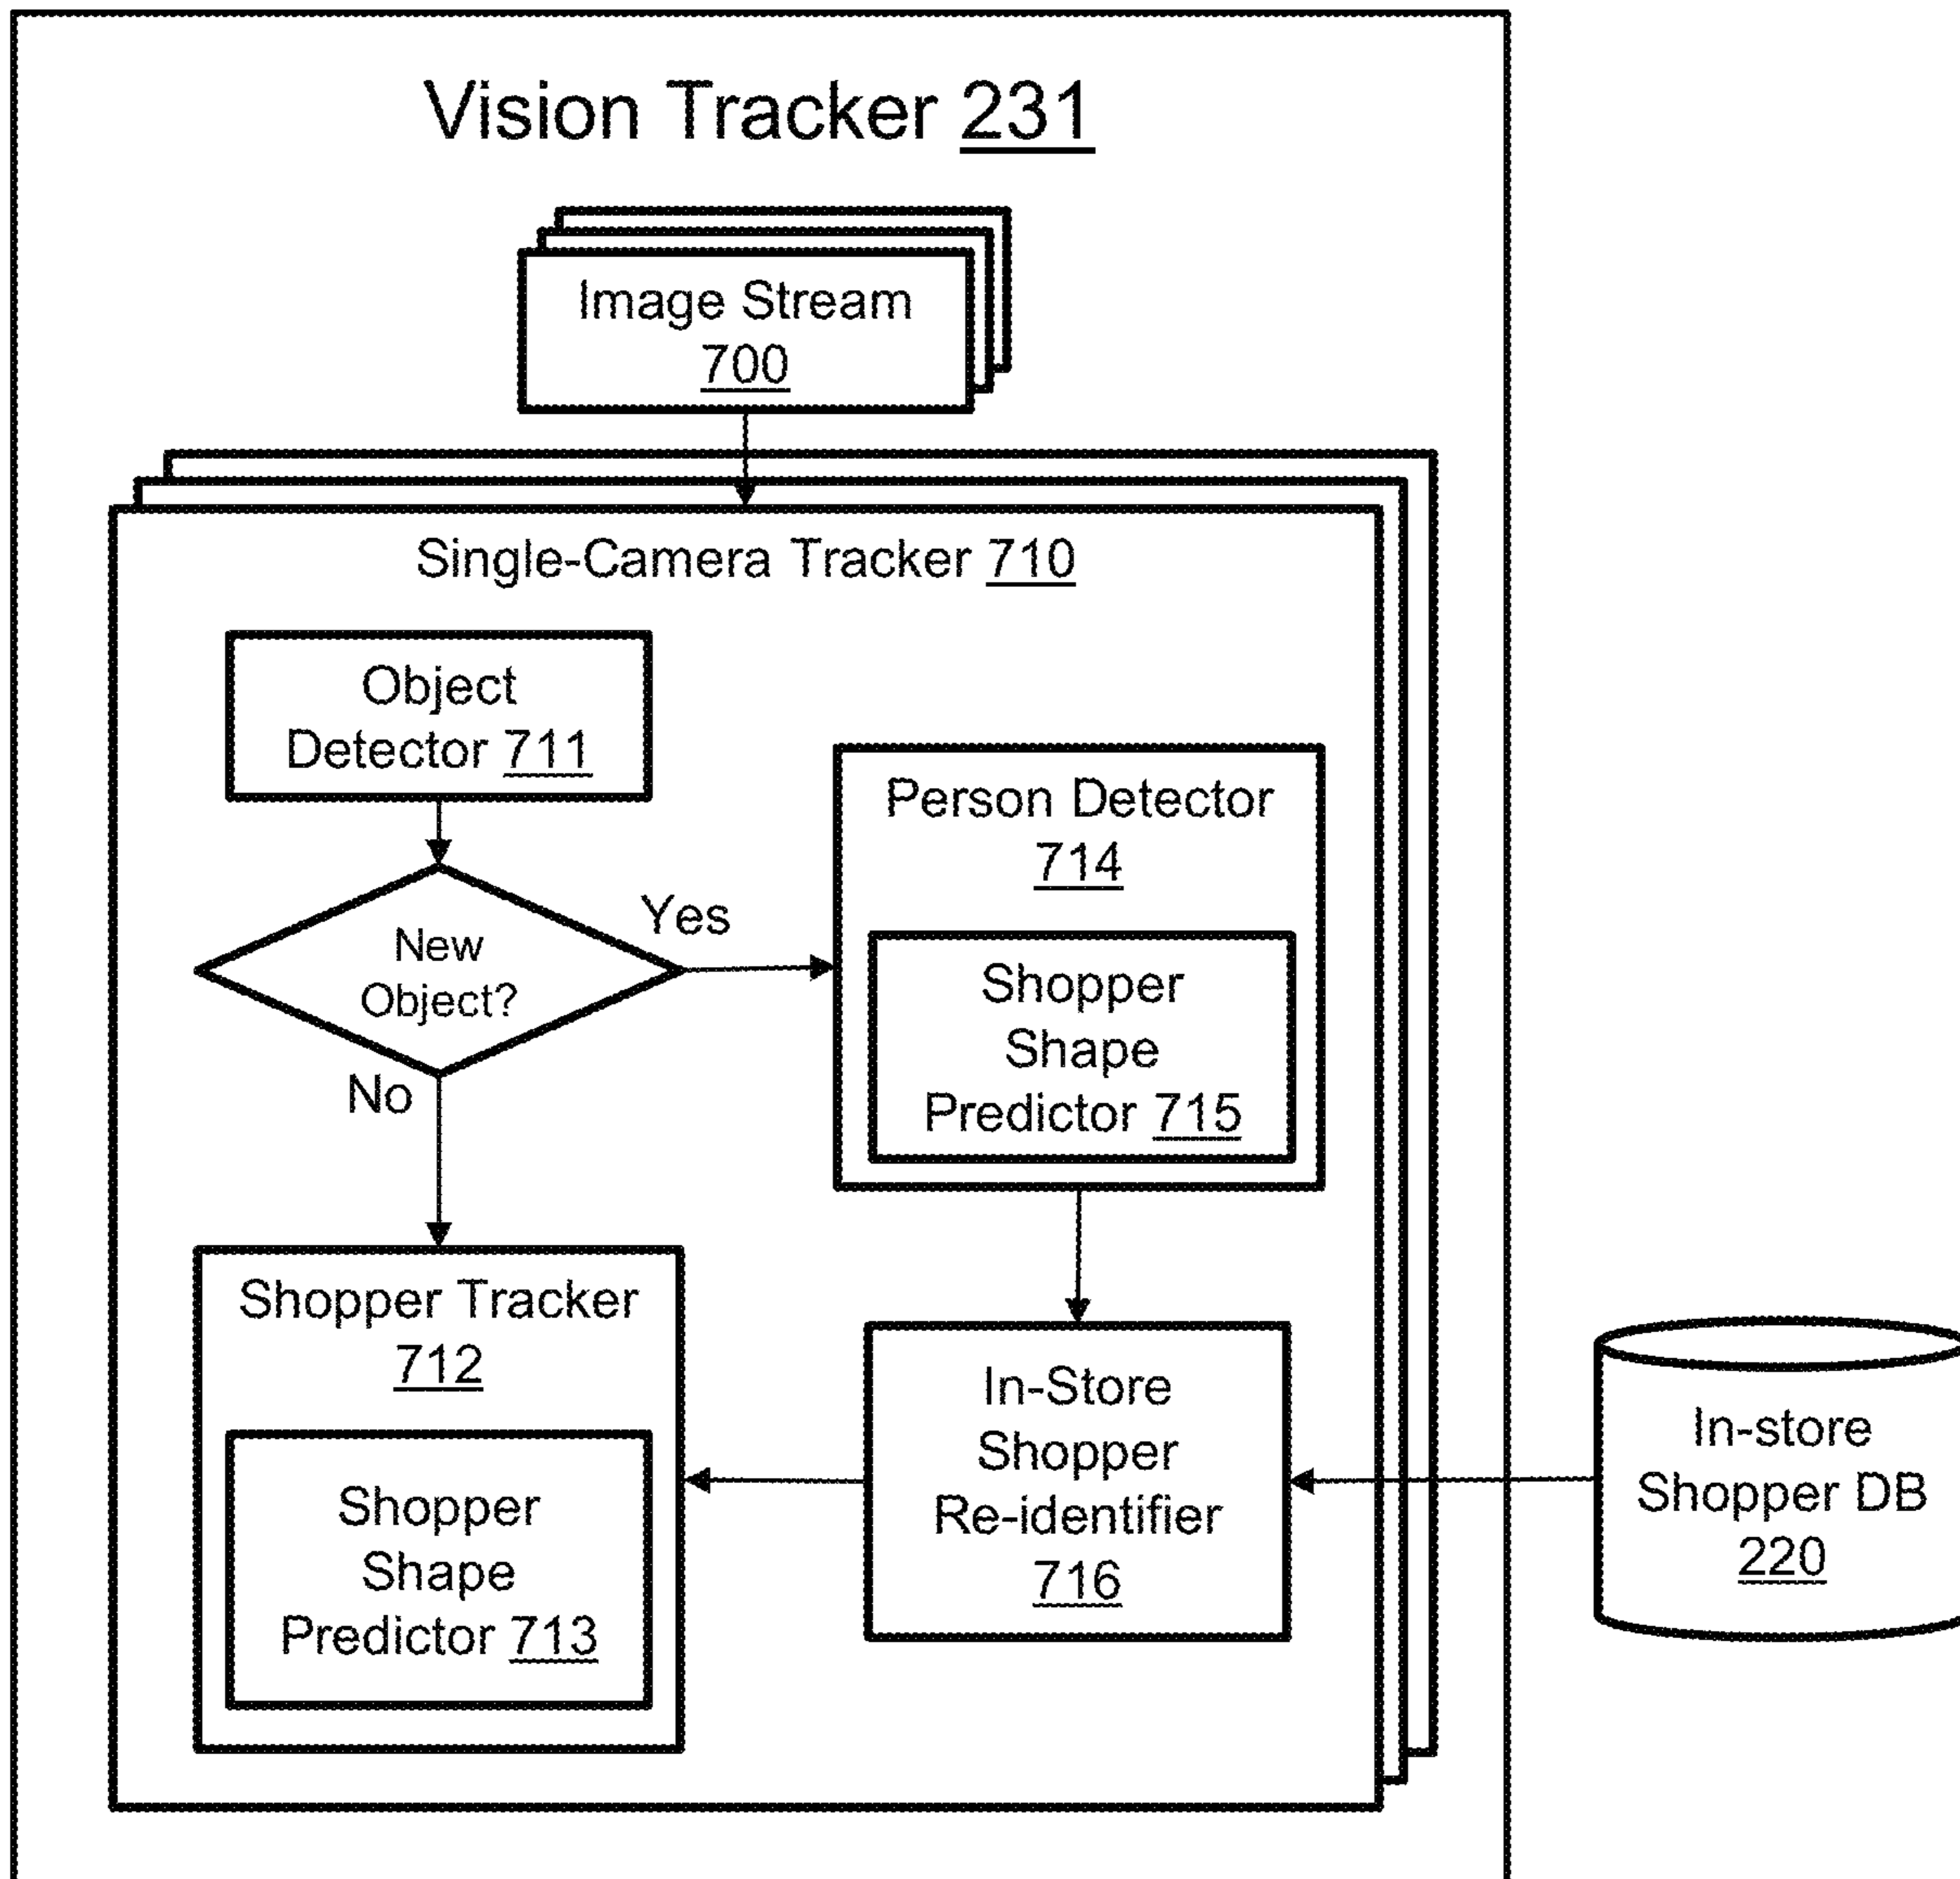 Vision Tracker 231
Image Stream
700
Single-Camera Tracker 710
Object
Detector 711
New
Object?
Yes
No
Person Detector
714
Shopper
Shape
Predictor 715
Shopper Tracker
712
Shopper
Shape
Predictor 713
In-Store
Shopper
Re-identifier
716
In-store
Shopper DB
220